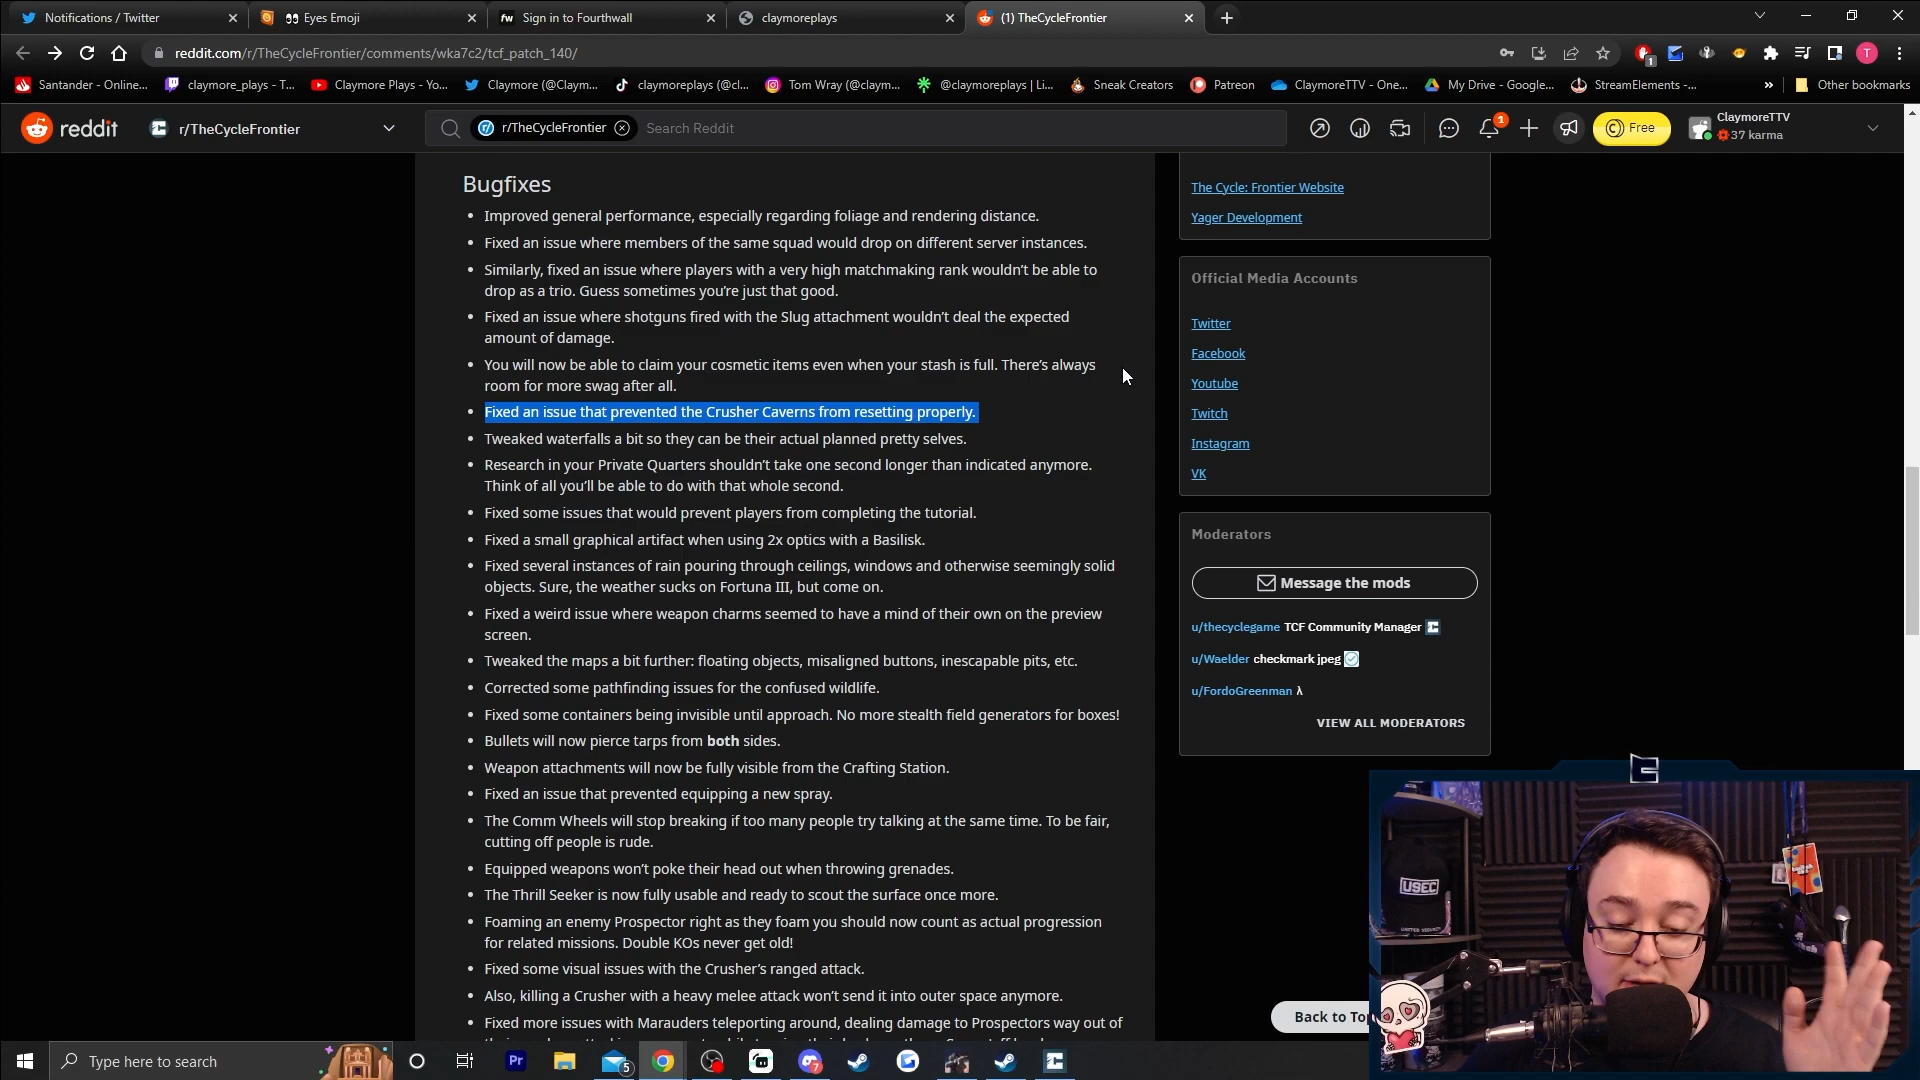 Notifications / Twitter
👀 Eyes Emoji
fw Sign in to Fourthwall
claymoreplays
(1) TheCycleFrontier
reddit.com/r/TheCycleFrontier/comments/wka7c2/tcf_patch_140/
1
T
Santander - Online...
claymore_plays - T...
Claymore Plays - Yo...
Claymore (@Claym...
claymoreplays (@cl...
Tom Wray (@claym...
@claymoreplays | Li...
Sneak Creators
Patreon
ClaymoreTTV - One...
My Drive - Google...
StreamElements -...
»
Other bookmarks
reddit
r/TheCycleFrontier
r/TheCycleFrontier
Search Reddit
1
Free
ClaymoreTTV
37 karma
Bugfixes
• Improved general performance, especially regarding foliage and rendering distance.
• Fixed an issue where members of the same squad would drop on different server instances.
• Similarly, fixed an issue where players with a very high matchmaking rank wouldn't be able to
drop as a trio. Guess sometimes you're just that good.
• Fixed an issue where shotguns fired with the Slug attachment wouldn't deal the expected
amount of damage.
• You will now be able to claim your cosmetic items even when your stash is full. There's always
room for more swag after all.
• Fixed an issue that prevented the Crusher Caverns from resetting properly.
• Tweaked waterfalls a bit so they can be their actual planned pretty selves.
• Research in your Private Quarters shouldn't take one second longer than indicated anymore.
Think of all you'll be able to do with that whole second.
• Fixed some issues that would prevent players from completing the tutorial.
• Fixed a small graphical artifact when using 2x optics with a Basilisk.
• Fixed several instances of rain pouring through ceilings, windows and otherwise seemingly solid
objects. Sure, the weather sucks on Fortuna III, but come on.
• Fixed a weird issue where weapon charms seemed to have a mind of their own on the preview
screen.
• Tweaked the maps a bit further: floating objects, misaligned buttons, inescapable pits, etc.
• Corrected some pathfinding issues for the confused wildlife.
• Fixed some containers being invisible until approach. No more stealth field generators for boxes!
• Bullets will now pierce tarps from both sides.
• Weapon attachments will now be fully visible from the Crafting Station.
• Fixed an issue that prevented equipping a new spray.
• The Comm Wheels will stop breaking if too many people try talking at the same time. To be fair,
cutting off people is rude.
• Equipped weapons won't poke their head out when throwing grenades.
• The Thrill Seeker is now fully usable and ready to scout the surface once more.
• Foaming an enemy Prospector right as they foam you should now count as actual progression
for related missions. Double KOs never get old!
• Fixed some visual issues with the Crusher's ranged attack.
• Also, killing a Crusher with a heavy melee attack won't send it into outer space anymore.
• Fixed more issues with Marauders teleporting around, dealing damage to Prospectors way out of
The Cycle: Frontier Website
Yager Development
Official Media Accounts
Twitter
Facebook
Youtube
Twitch
Instagram
VK
Moderators
Message the mods
u/thecyclegame TCF Community Manager
u/Waelder checkmark jpeg
u/FordoGreenman λ
VIEW ALL MODERATORS
Back to Top
USEC
Type here to search
Pr
5
7